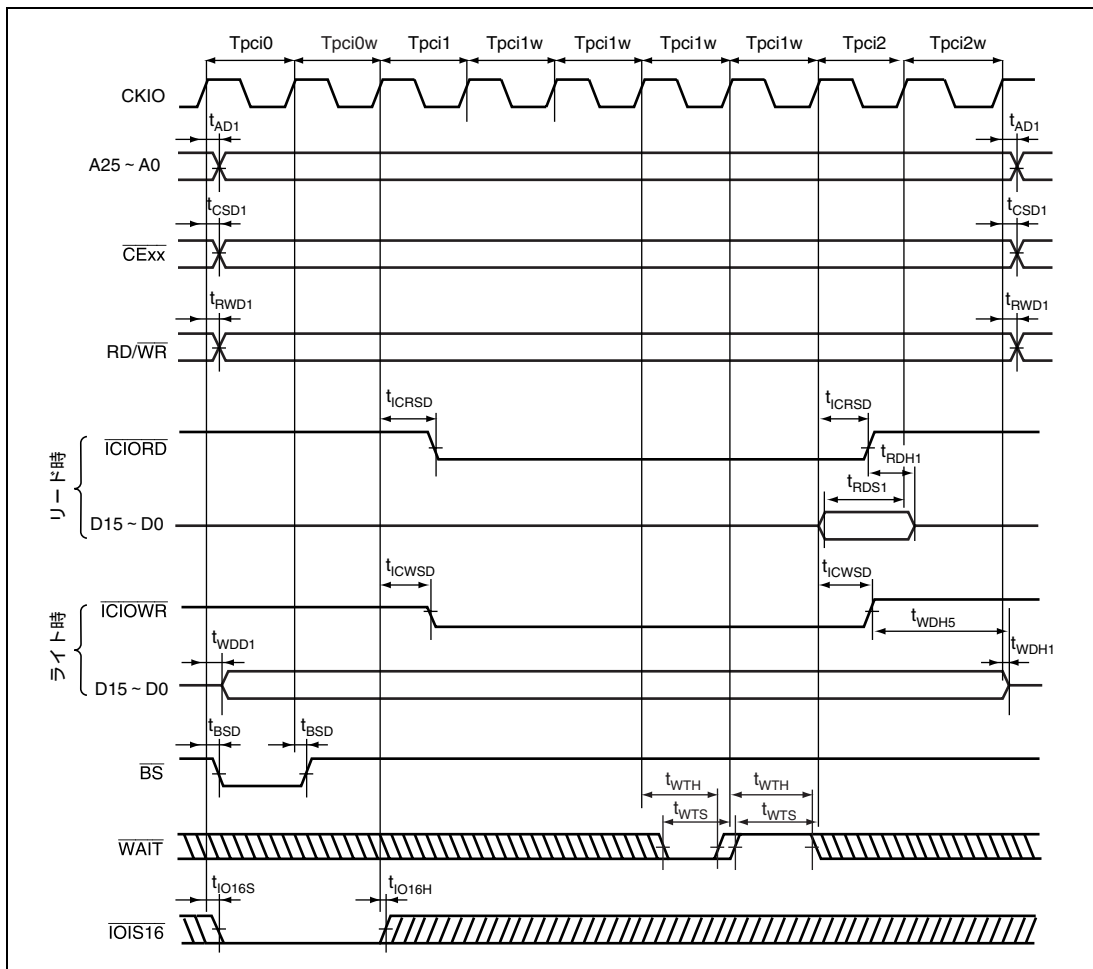 Tpci0 Tpci0w Tpci1 Tpci1w Tpci1w Tpci1w Tpci1w Tpci2 Tpci2w
CKIO
tAD1 tAD1
A25 ~ A0
tCSD1 tCSD1
CExx
tRWD1 tRWD1
RD/WR
tICRSD tICRSD
ICIORD
tRDH1
リード時
tRDS1
D15 ~ D0
tICWSD tICWSD
ICIOWR
tWDH5
ライト時
tWDD1 tWDH1
D15 ~ D0
tBSD tBSD
BS
tWTH tWTH
tWTS tWTS
WAIT
tIO16S tIO16H
IOIS16